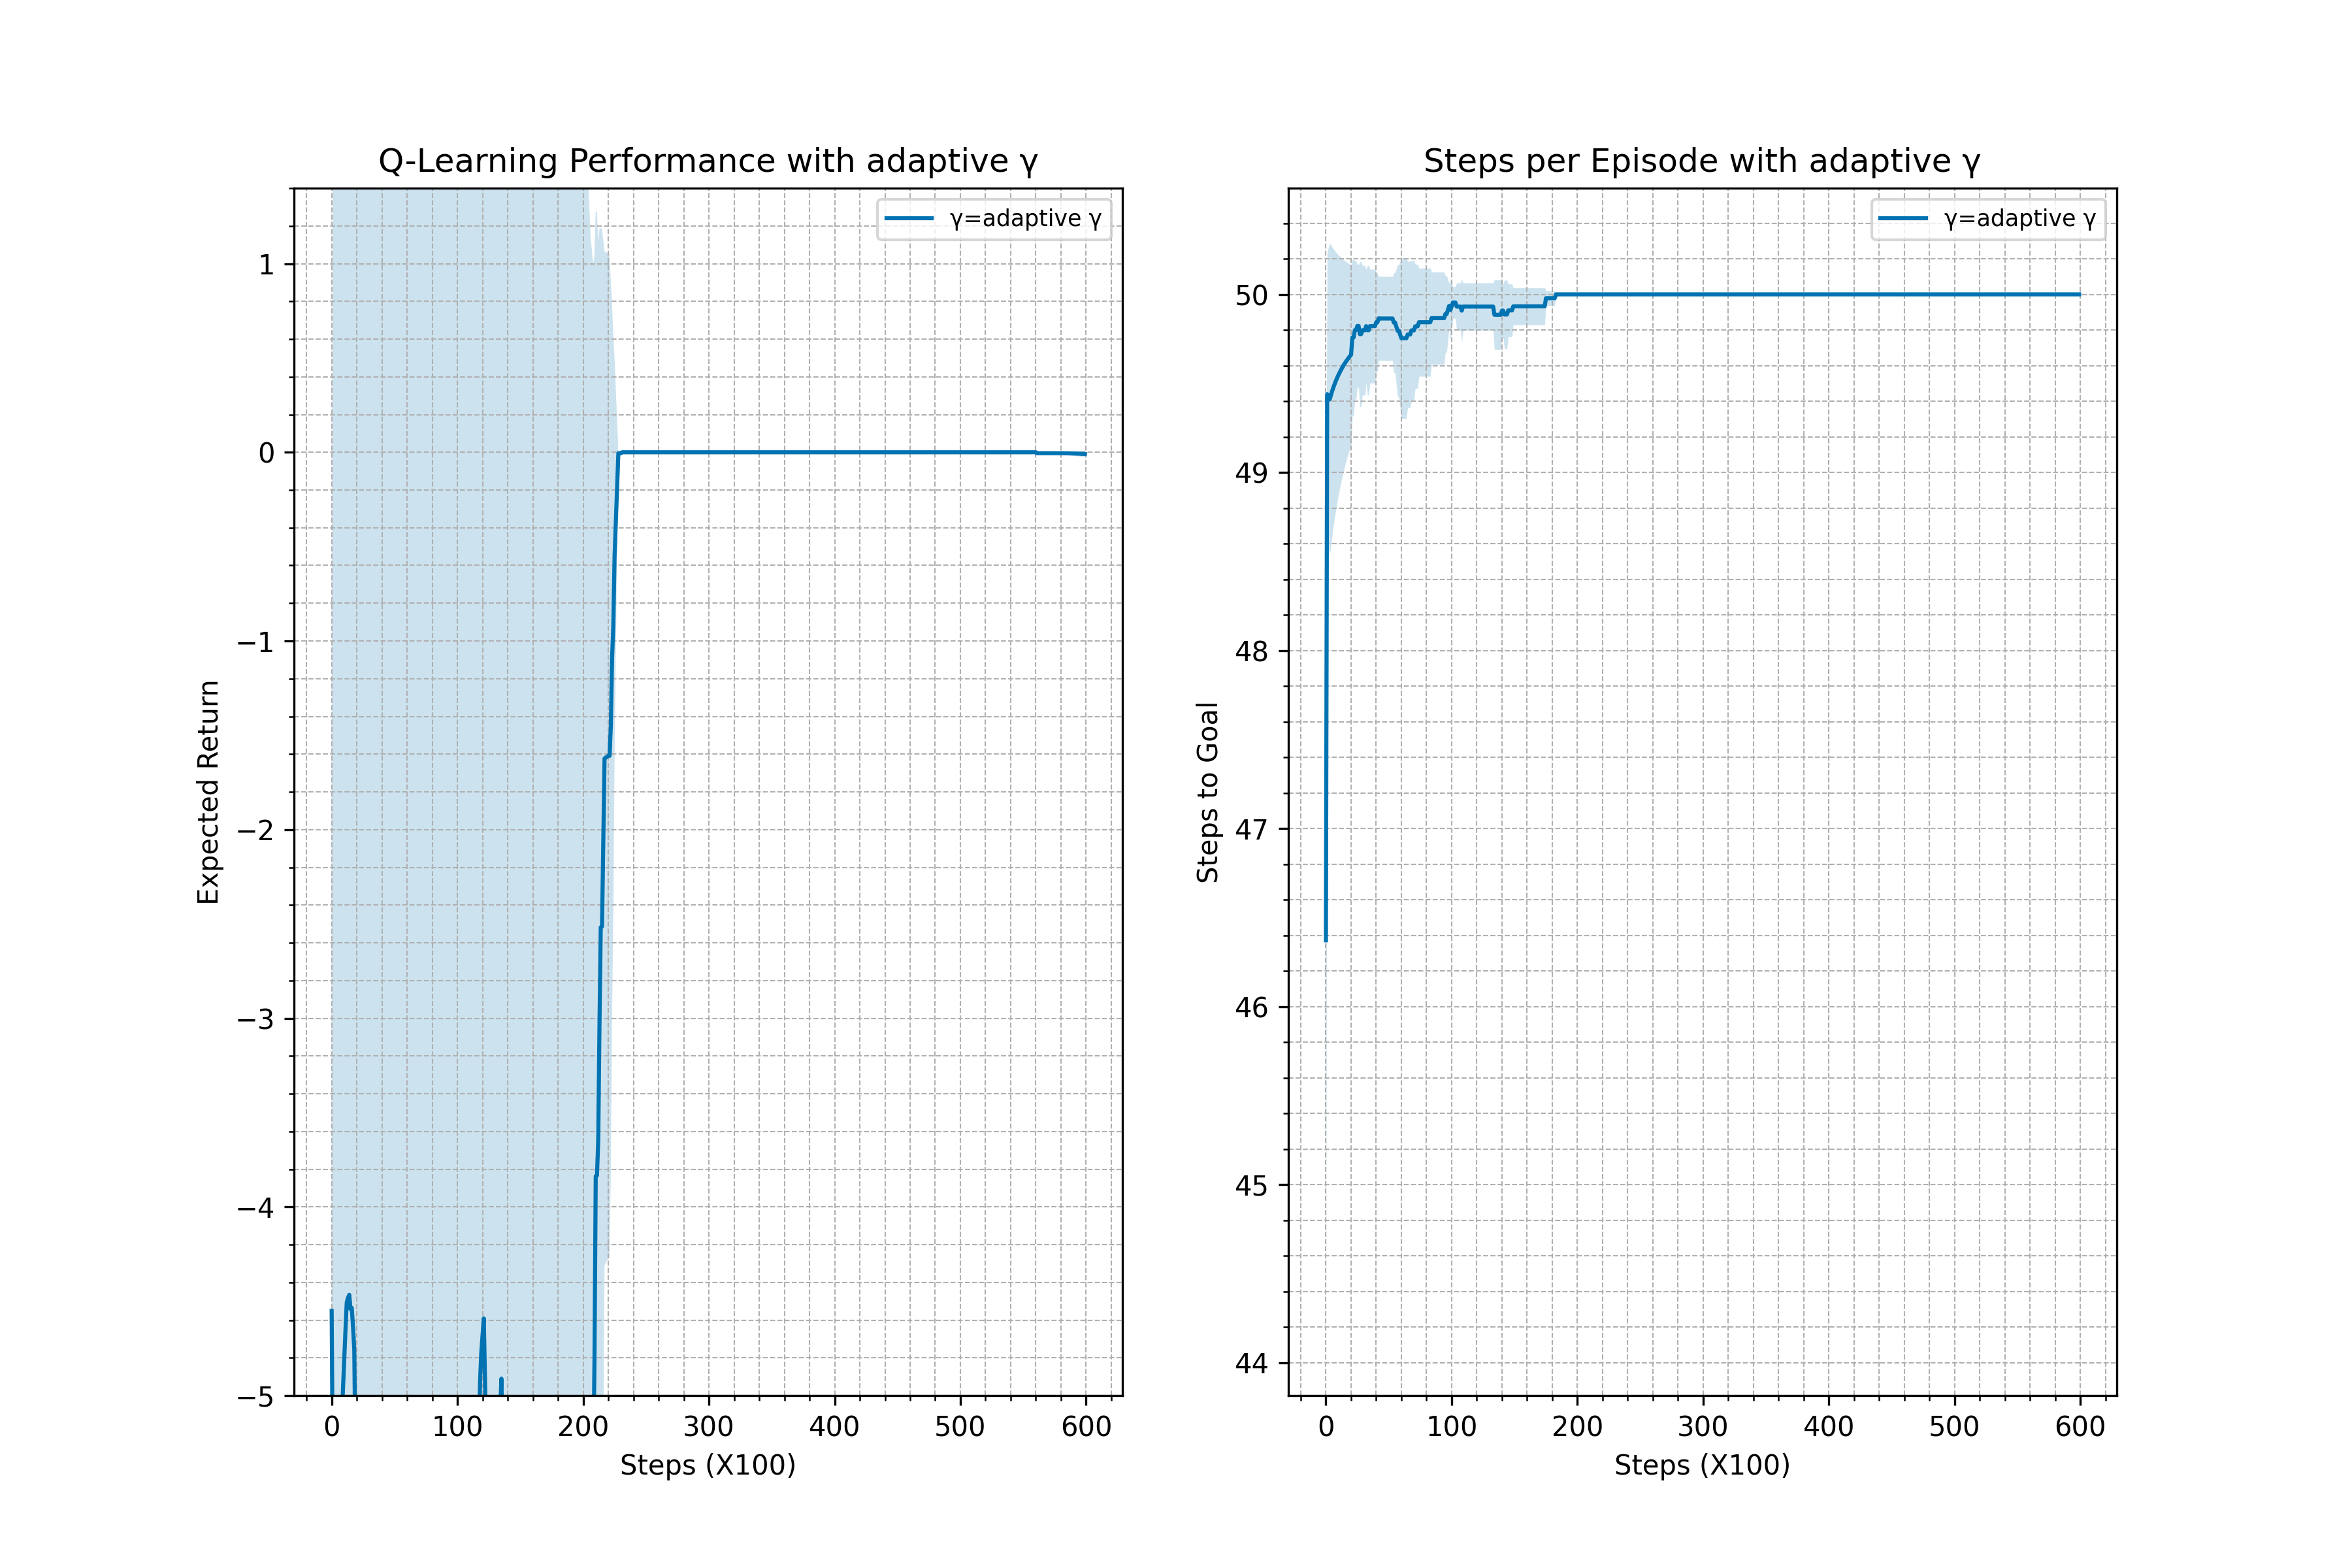 Q-Learning Performance with adaptive γ
γ=adaptive γ
Expected Return
1
0
−1
−2
−3
−4
−5
0 100 200 300 400 500 600
Steps (X100)
Steps per Episode with adaptive γ
γ=adaptive γ
Steps to Goal
50
49
48
47
46
45
44
0 100 200 300 400 500 600
Steps (X100)